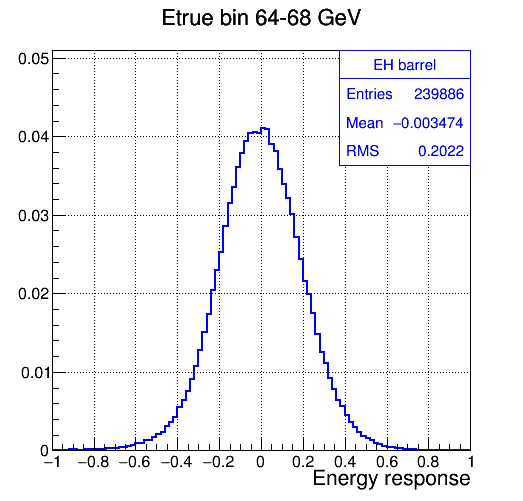 Etrue bin 64-68 GeV
EH barrel
Entries 239886
Mean −0.003474
RMS 0.2022
0.05
0.04
0.03
0.02
0.01
0
−1 −0.8 −0.6 −0.4 −0.2 0 0.2 0.4 0.6 0.8 1
Energy response